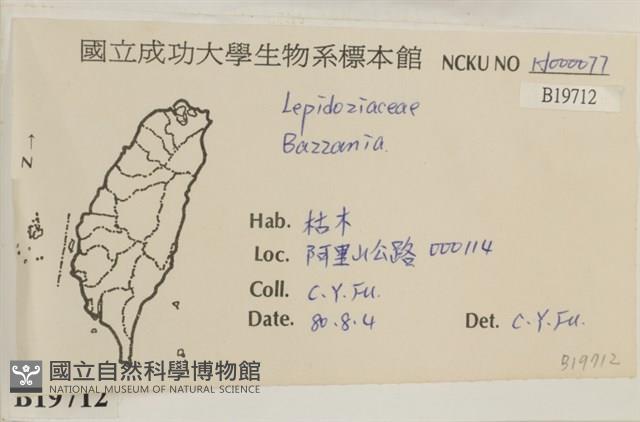 國立成功大學生物系標本館 NCKU NO H000077
B19712
Lepidoziaceae
Bazzania
N
Hab. 枯木
Loc. 阿里山公路 000114
Coll. C.Y.Fu.
Date. 80.8.4 Det. C.Y.Fu.
B19712
國立自然科學博物館
NATIONAL MUSEUM OF NATURAL SCIENCE
B19712